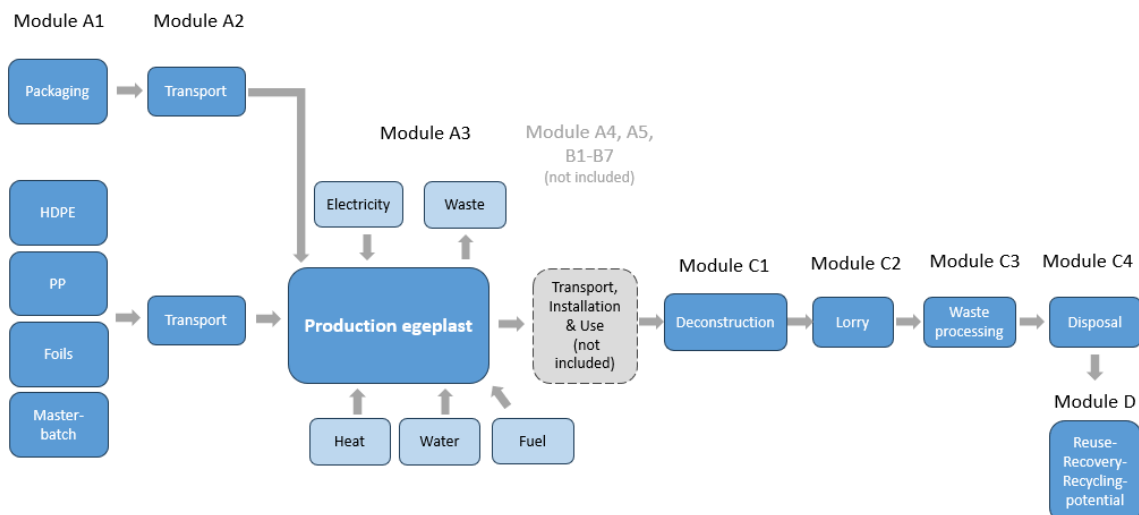 Module A1
Module A2
Packaging
Transport
Module A3
Module A4, A5,
B1-B7
(not included)
HDPE
PP
Foils
Master-
batch
Transport
Electricity
Waste
Production egeplast
Heat
Water
Fuel
Transport,
Installation
& Use
(not
included)
Module C1
Deconstruction
Module C2
Lorry
Module C3
Waste
processing
Module C4
Disposal
Module D
Reuse-
Recovery-
Recycling-
potential